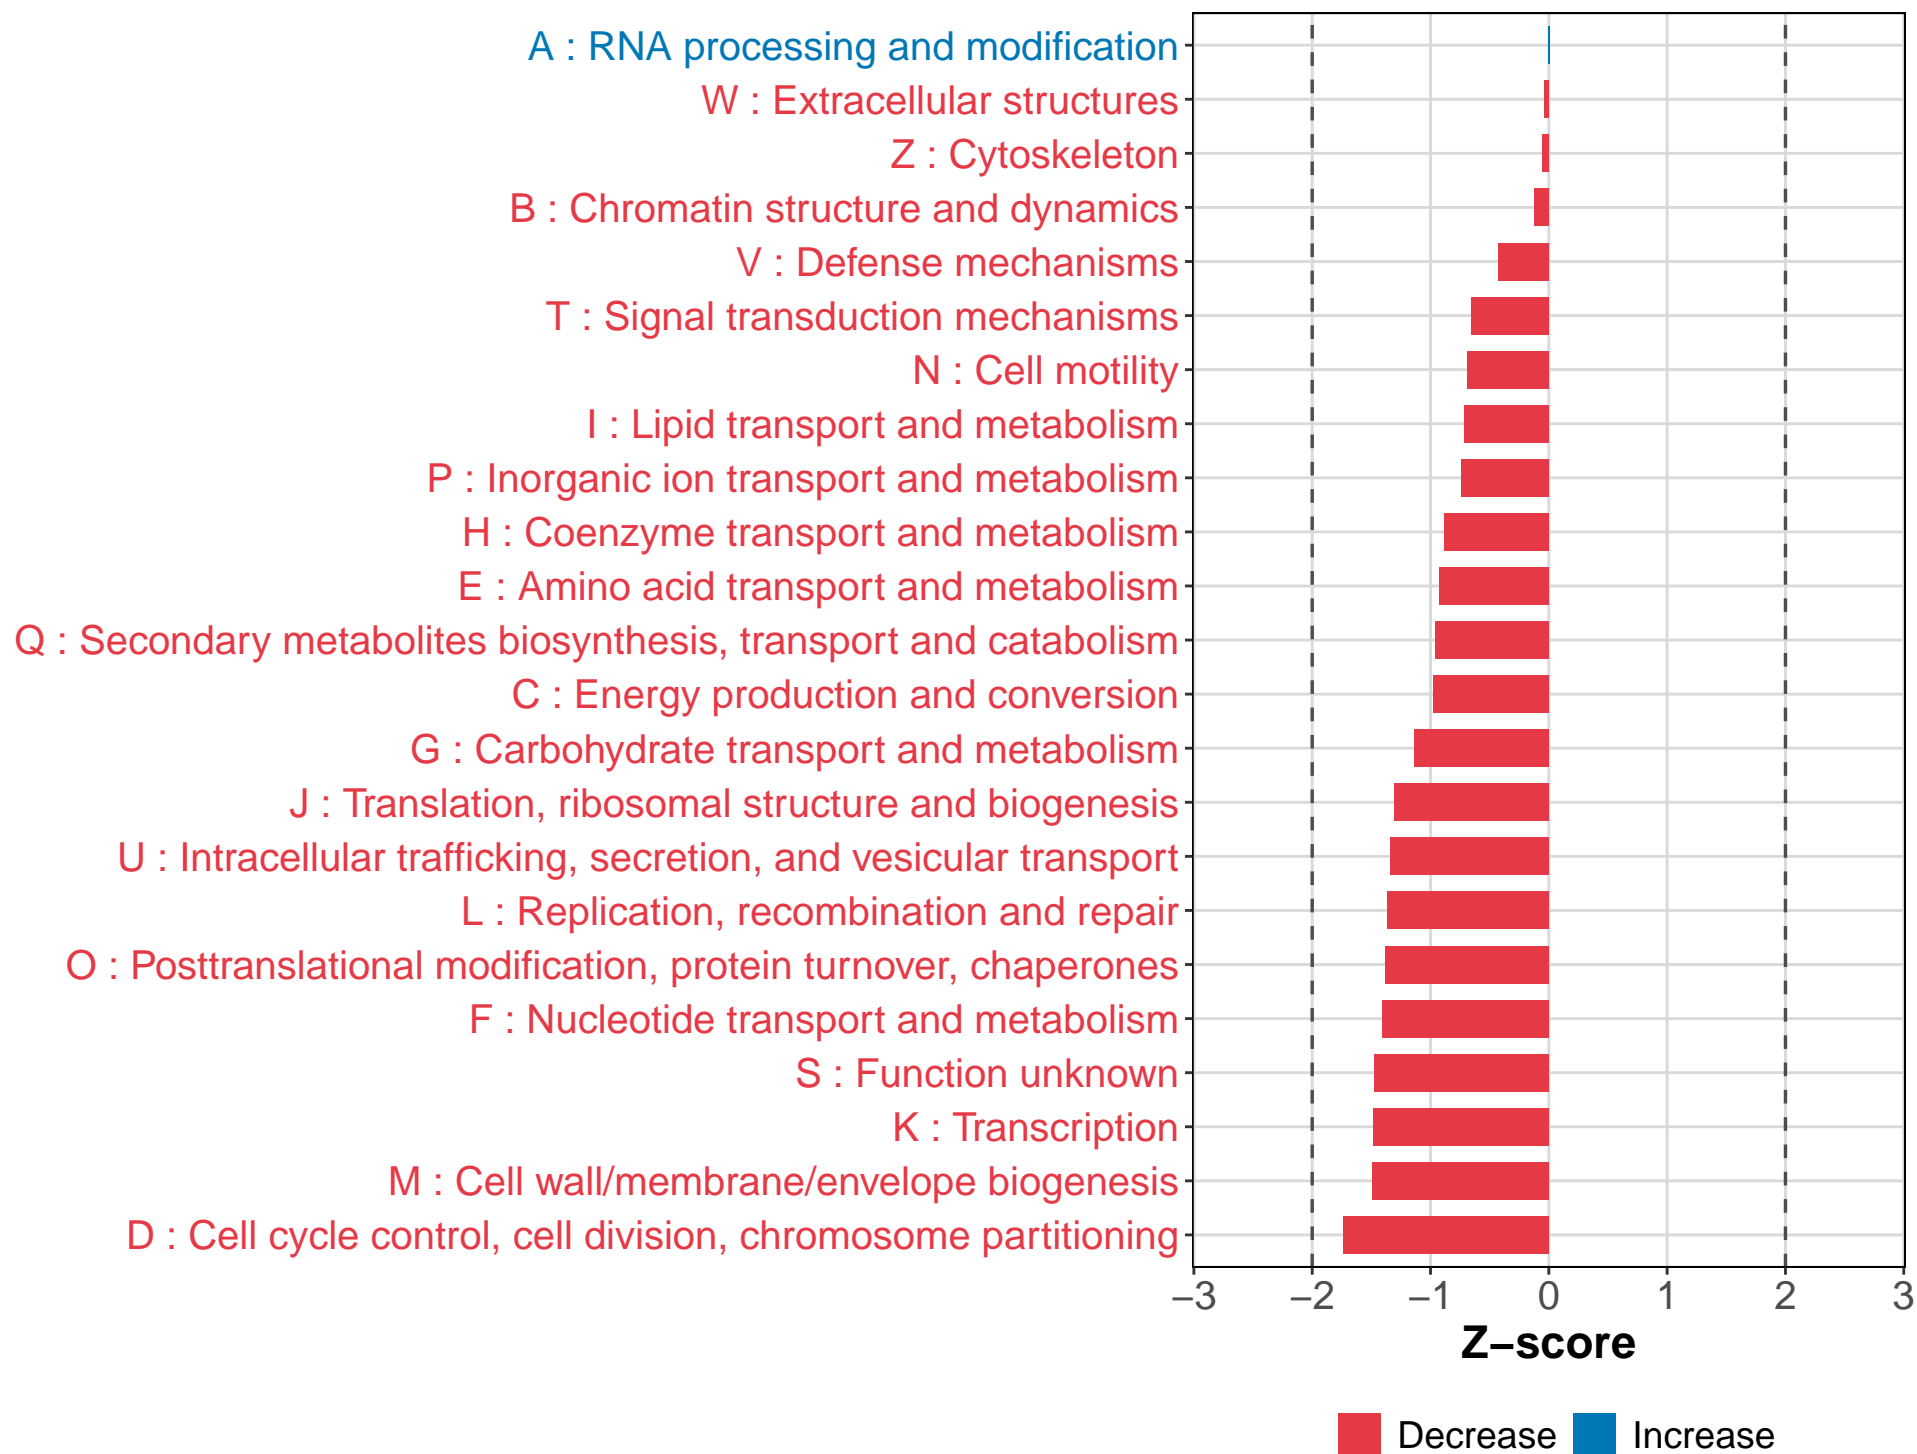 A : RNA processing and modification
W : Extracellular structures
Z : Cytoskeleton
B : Chromatin structure and dynamics
V : Defense mechanisms
T : Signal transduction mechanisms
N : Cell motility
I : Lipid transport and metabolism
P : Inorganic ion transport and metabolism
H : Coenzyme transport and metabolism
E : Amino acid transport and metabolism
Q : Secondary metabolites biosynthesis, transport and catabolism
C : Energy production and conversion
G : Carbohydrate transport and metabolism
J : Translation, ribosomal structure and biogenesis
U : Intracellular trafficking, secretion, and vesicular transport
L : Replication, recombination and repair
O : Posttranslational modification, protein turnover, chaperones
F : Nucleotide transport and metabolism
S : Function unknown
K : Transcription
M : Cell wall/membrane/envelope biogenesis
D : Cell cycle control, cell division, chromosome partitioning
−3 −2 −1 0 1 2 3
Z−score
Decrease Increase